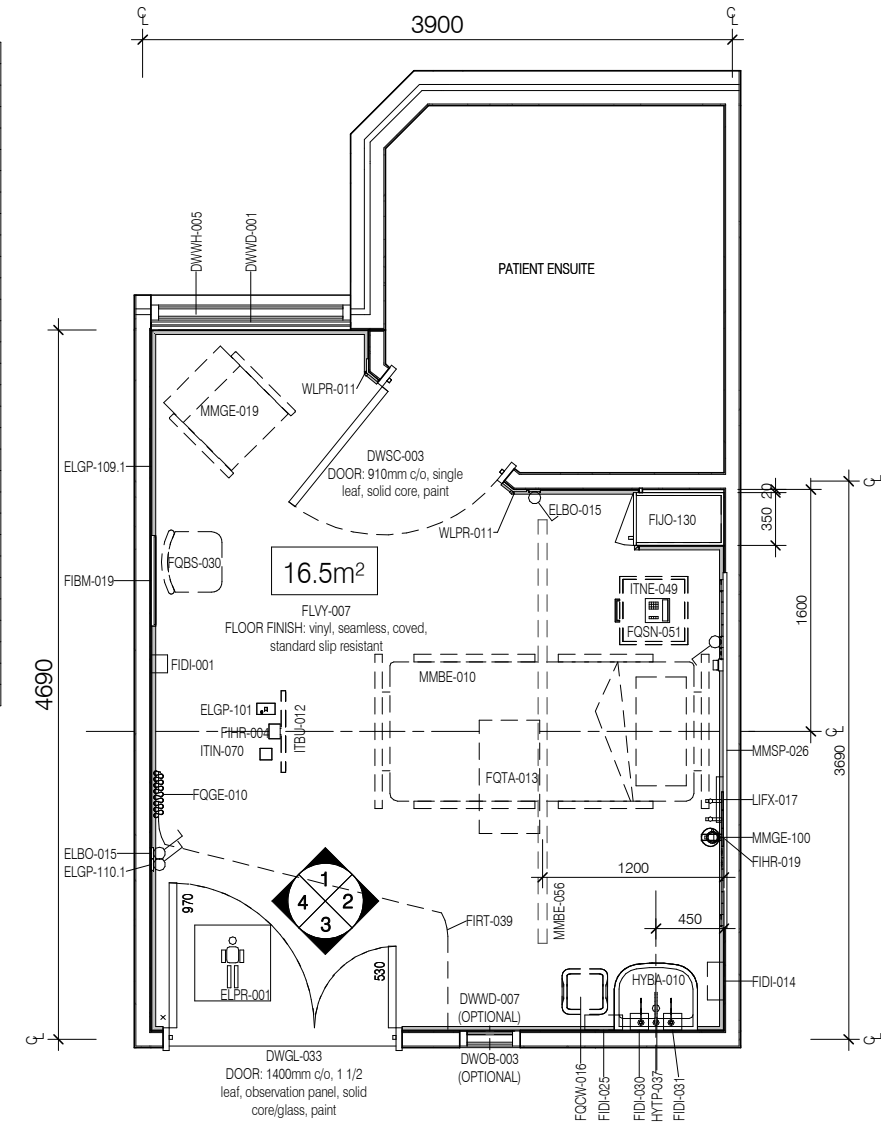 C L
3900
C L
DWWH-005
DWWD-001
PATIENT ENSUITE
WLPR-011
MMGE-019
DWSC-003
DOOR: 910mm c/o, single
leaf, solid core, paint
ELGP-109.1
WLPR-011
ELBO-015
FIJO-130
20
350
C L
FQBS-030
FIBM-019
16.5m²
FLVY-007
FLOOR FINISH: vinyl, seamless, coved,
standard slip resistant
ITNE-049
FQSN-051
1600
4690
FIDI-001
MMBE-010
ELGP-101
FIHR-004
ITIN-070
ITBU-012
C L
3690
MMSP-026
FQTA-013
FQGE-010
LIFX-017
MMGE-100
FIHR-019
ELBO-015
ELGP-110.1
1200
970
1
4
2
3
530
FIRT-039
MMBE-056
450
ELPR-001
HYBA-010
FIDI-014
x
DWWD-007
(OPTIONAL)
DWOB-003
(OPTIONAL)
C L
C L
DWGL-033
DOOR: 1400mm c/o, 1 1/2
leaf, observation panel, solid
core/glass, paint
FQCW-016
FIDI-025
FIDI-030
HYTP-037
FIDI-031